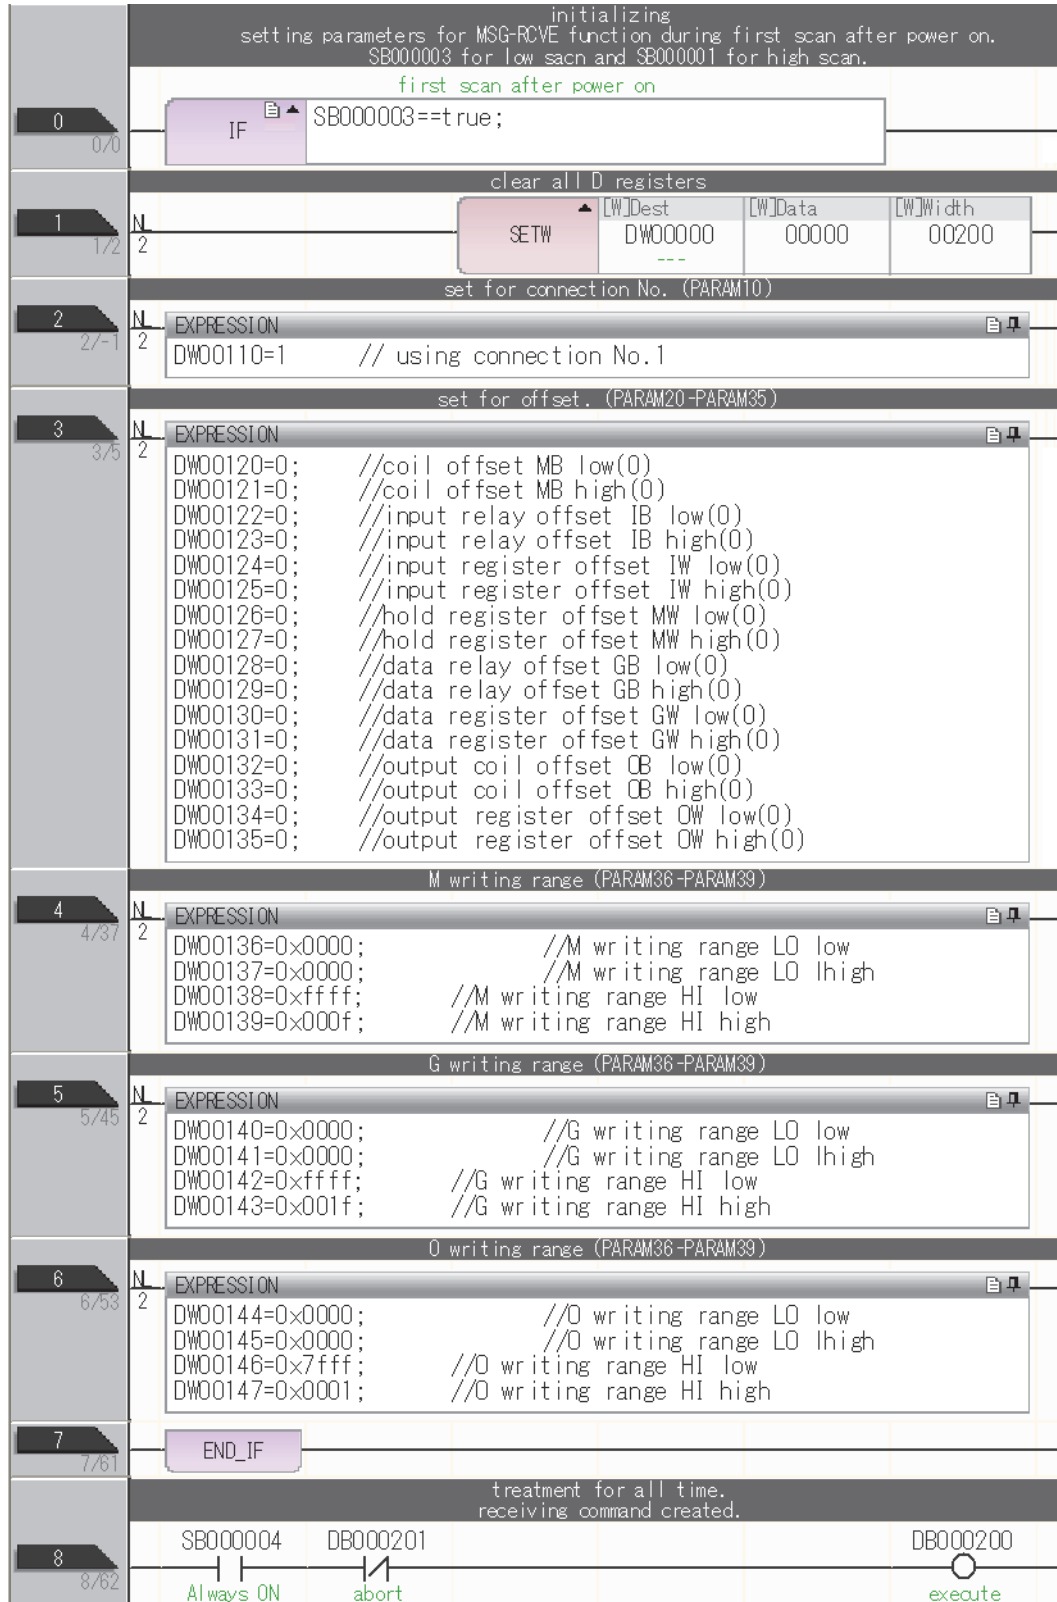 initializing
setting parameters for MSG-RCVE function during first scan after power on.
SB000003 for low sacn and SB000001 for high scan.
first scan after power on
0
0/0
IF
SB000003==true;
clear all D registers
1
1/2
NL
2
SETW
[W]Dest
DW00000
---
[W]Data
00000
[W]Width
00200
set for connection No. (PARAM10)
2
2/-1
NL
2
EXPRESSION
DW00110=1 // using connection No.1
set for offset. (PARAM20-PARAM35)
3
3/5
NL
2
EXPRESSION
DW00120=0; //coil offset MB low(0)
DW00121=0; //coil offset MB high(0)
DW00122=0; //input relay offset IB low(0)
DW00123=0; //input relay offset IB high(0)
DW00124=0; //input register offset IW low(0)
DW00125=0; //input register offset IW high(0)
DW00126=0; //hold register offset MW low(0)
DW00127=0; //hold register offset MW high(0)
DW00128=0; //data relay offset GB low(0)
DW00129=0; //data relay offset GB high(0)
DW00130=0; //data register offset GW low(0)
DW00131=0; //data register offset GW high(0)
DW00132=0; //output coil offset OB low(0)
DW00133=0; //output coil offset OB high(0)
DW00134=0; //output register offset OW low(0)
DW00135=0; //output register offset OW high(0)
M writing range (PARAM36-PARAM39)
4
4/37
NL
2
EXPRESSION
DW00136=0x0000; //M writing range LO low
DW00137=0x0000; //M writing range LO lhigh
DW00138=0xffff; //M writing range HI low
DW00139=0x000f; //M writing range HI high
G writing range (PARAM36-PARAM39)
5
5/45
NL
2
EXPRESSION
DW00140=0x0000; //G writing range LO low
DW00141=0x0000; //G writing range LO lhigh
DW00142=0xffff; //G writing range HI low
DW00143=0x001f; //G writing range HI high
O writing range (PARAM36-PARAM39)
6
6/53
NL
2
EXPRESSION
DW00144=0x0000; //O writing range LO low
DW00145=0x0000; //O writing range LO lhigh
DW00146=0x7fff; //O writing range HI low
DW00147=0x0001; //O writing range HI high
7
7/61
END_IF
treatment for all time.
receiving command created.
8
8/62
SB000004 DB000201 DB000200
Always ON abort execute